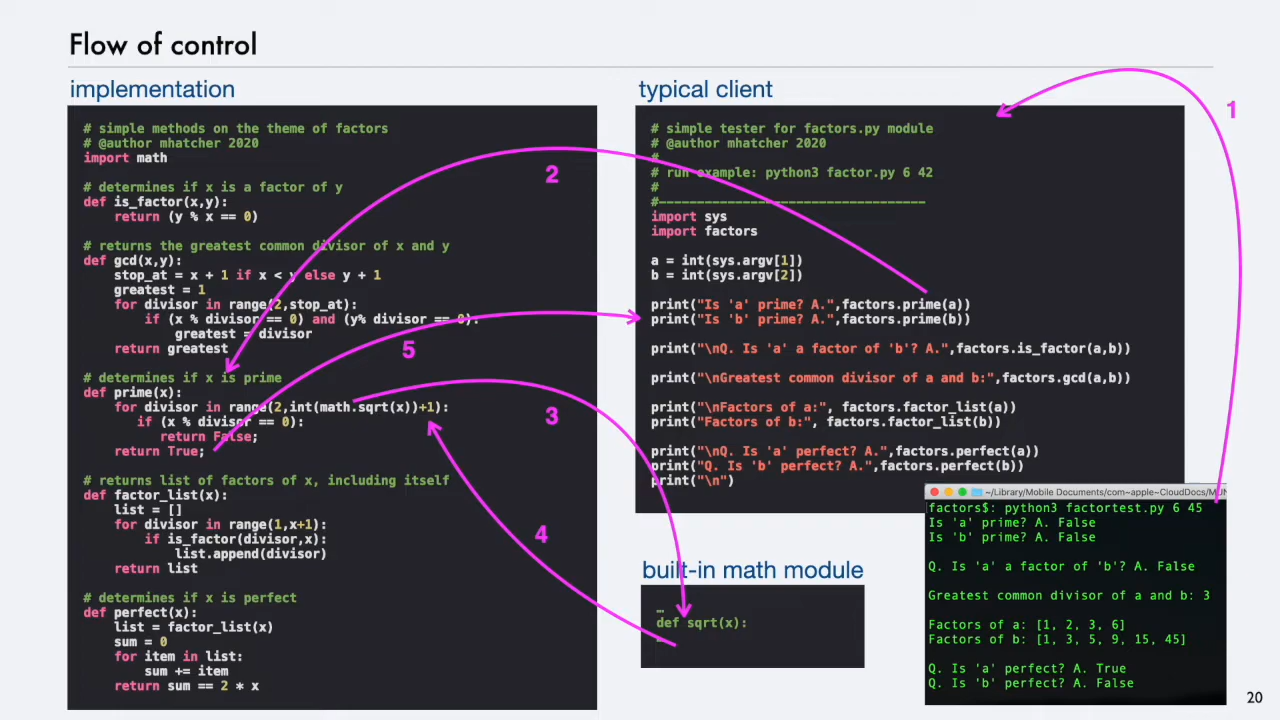 Flow of control
implementation
# simple methods on the theme of factors
# @author mhatcher 2020
import math
# determines if x is a factor of y
def is_factor(x,y):
    return (y % x == 0)
# returns the greatest common divisor of x and y
def gcd(x,y):
    stop_at = x + 1 if x < y else y + 1
    greatest = 1
    for divisor in range(2,stop_at):
        if (x % divisor == 0) and (y% divisor == 0):
            greatest = divisor
    return greatest
# determines if x is prime
def prime(x):
    for divisor in range(2,int(math.sqrt(x))+1):
       if (x % divisor == 0):
          return False;
    return True;
# returns list of factors of x, including itself
def factor_list(x):
    list = []
    for divisor in range(1,x+1):
        if is_factor(divisor,x):
            list.append(divisor)
    return list
# determines if x is perfect
def perfect(x):
    list = factor_list(x)
    sum = 0
    for item in list:
        sum += item
    return sum == 2 * x
typical client
# simple tester for factors.py module
# @author mhatcher 2020
#
# run example: python3 factor.py 6 42
#
#-----------------------------------
import sys
import factors
a = int(sys.argv[1])
b = int(sys.argv[2])
print("Is 'a' prime? A.",factors.prime(a))
print("Is 'b' prime? A.",factors.prime(b))
print("\nQ. Is 'a' a factor of 'b'? A.",factors.is_factor(a,b))
print("\nGreatest common divisor of a and b:",factors.gcd(a,b))
print("\nFactors of a:", factors.factor_list(a))
print("Factors of b:", factors.factor_list(b))
print("\nQ. Is 'a' perfect? A.",factors.perfect(a))
print("Q. Is 'b' perfect? A.",factors.perfect(b))
print("\n")
1
2
5
3
4
built-in math module
…
def sqrt(x):
…
~/Library/Mobile Documents/com~apple~CloudDocs/MUN
factors$: python3 factortest.py 6 45
Is 'a' prime? A. False
Is 'b' prime? A. False
Q. Is 'a' a factor of 'b'? A. False
Greatest common divisor of a and b: 3
Factors of a: [1, 2, 3, 6]
Factors of b: [1, 3, 5, 9, 15, 45]
Q. Is 'a' perfect? A. True
Q. Is 'b' perfect? A. False
20